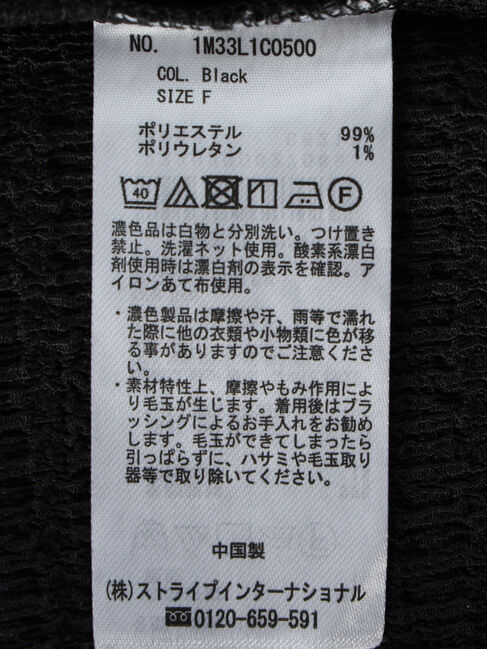 NO. 1M33L1C0500
COL. Black
SIZE F
ポリエステル 99%
ポリウレタン 1%
40 F
濃色品は白物と分別洗い。つけ置き
禁止。洗濯ネット使用。酸素系漂白
剤使用時は漂白剤の表示を確認。ア
イロンあて布使用。
・濃色製品は摩擦や汗、雨等で濡れ
た際に他の衣類や小物類に色が移
る事がありますのでご注意くださ
い。
・素材特性上、摩擦やもみ作用によ
り毛玉が生じます。着用後はブラ
ッシングによるお手入れをお勧め
します。毛玉ができてしまったら
引っぱらずに、ハサミや毛玉取り
器等で取り除いてください。
中国製
(株)ストライプインターナショナル
0120-659-591